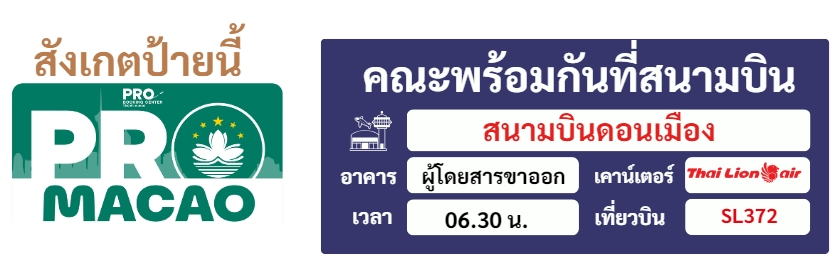 สังเกตป้ายนี้
PRO
BOOKING CENTER
PRO
MACAO
คณะพร้อมกันที่สนามบิน
สนามบินดอนเมือง
อาคาร ผู้โดยสารขาออก เคาน์เตอร์ Thai Lion air
เวลา 06.30 น. เที่ยวบิน SL372